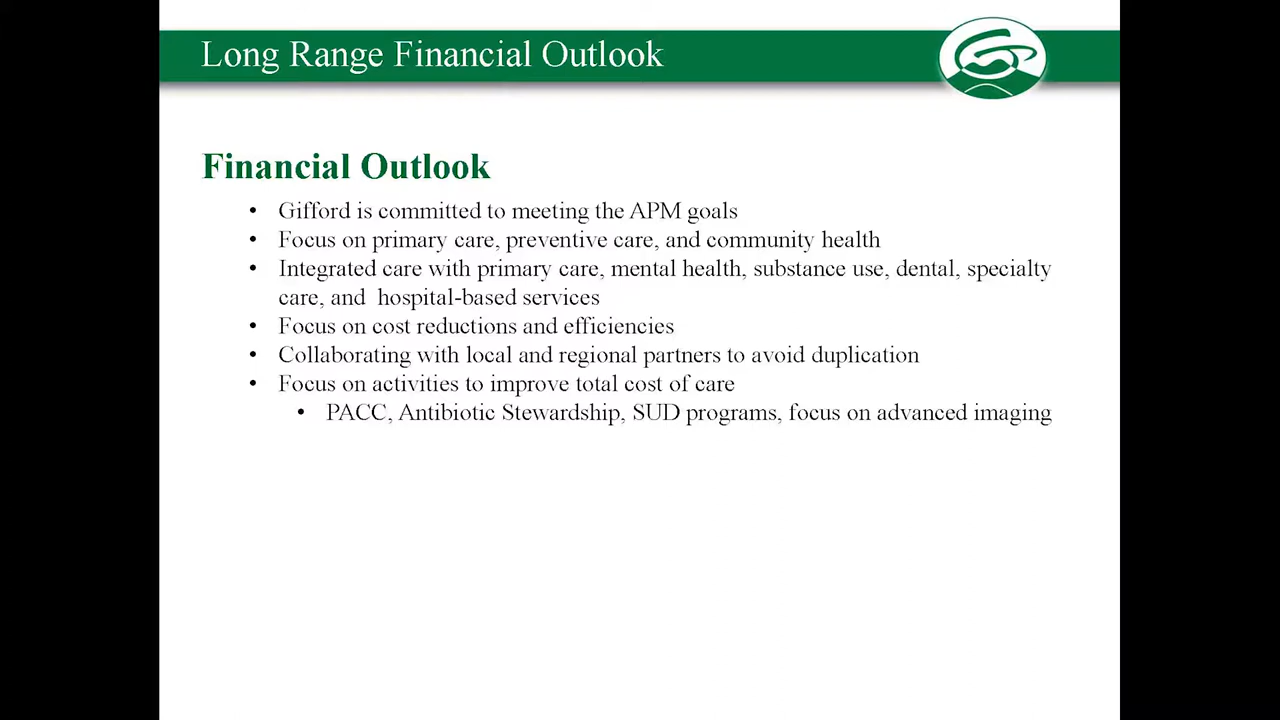 Long Range Financial Outlook
Financial Outlook
• Gifford is committed to meeting the APM goals
• Focus on primary care, preventive care, and community health
• Integrated care with primary care, mental health, substance use, dental, specialty
care, and  hospital-based services
• Focus on cost reductions and efficiencies
• Collaborating with local and regional partners to avoid duplication
• Focus on activities to improve total cost of care
• PACC, Antibiotic Stewardship, SUD programs, focus on advanced imaging